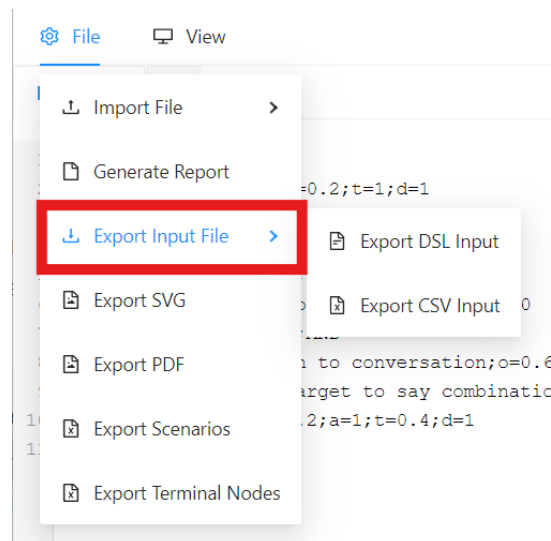 File View
Import File
Generate Report
=0.2;t=1;d=1
Export Input File
Export DSL Input
Export SVG
Export CSV Input
to conversation;o=0.6
Export PDF
to say combinatio
10 .2;a=1;t=0.4;d=1
Export Scenarios
Export Terminal Nodes